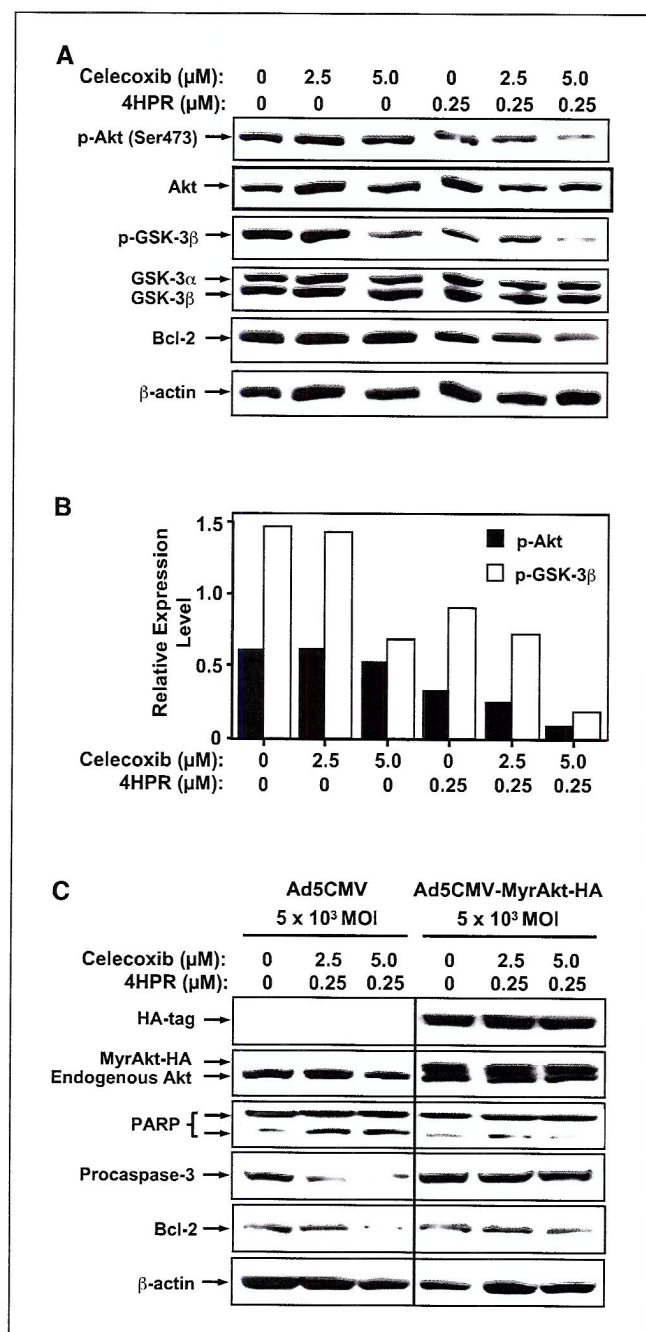 A
Celecoxib (µM): 0 2.5 5.0 0 2.5 5.0
4HPR (µM): 0 0 0 0.25 0.25 0.25
p-Akt (Ser473)
Akt
p-GSK-3β
GSK-3α
GSK-3β
Bcl-2
β-actin
B
Relative Expression
Level
1.5
1.0
0.5
0
p-Akt
p-GSK-3β
Celecoxib (µM): 0 2.5 5.0 0 2.5 5.0
4HPR (µM): 0 0 0 0.25 0.25 0.25
C
Ad5CMV Ad5CMV-MyrAkt-HA
5 x 10³ MOI 5 x 10³ MOI
Celecoxib (µM): 0 2.5 5.0 0 2.5 5.0
4HPR (µM): 0 0.25 0.25 0 0.25 0.25
HA-tag
MyrAkt-HA
Endogenous Akt
PARP
Procaspase-3
Bcl-2
β-actin